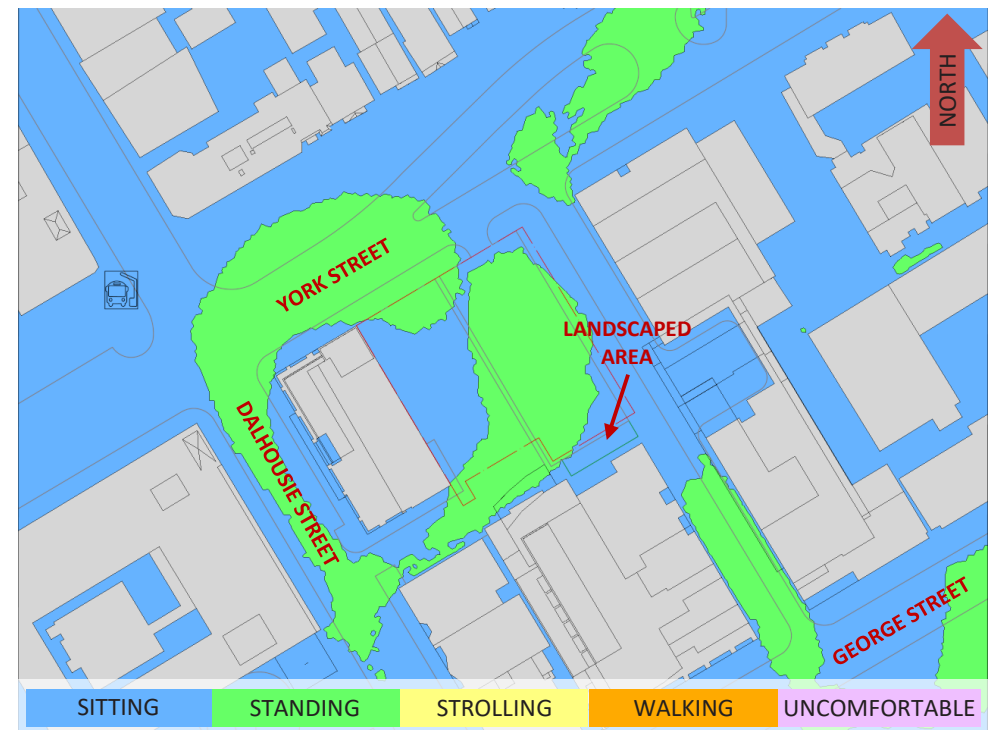 NORTH
YORK STREET
LANDSCAPED
AREA
DALHOUSIE STREET
GEORGE STREET
SITTING STANDING STROLLING WALKING UNCOMFORTABLE